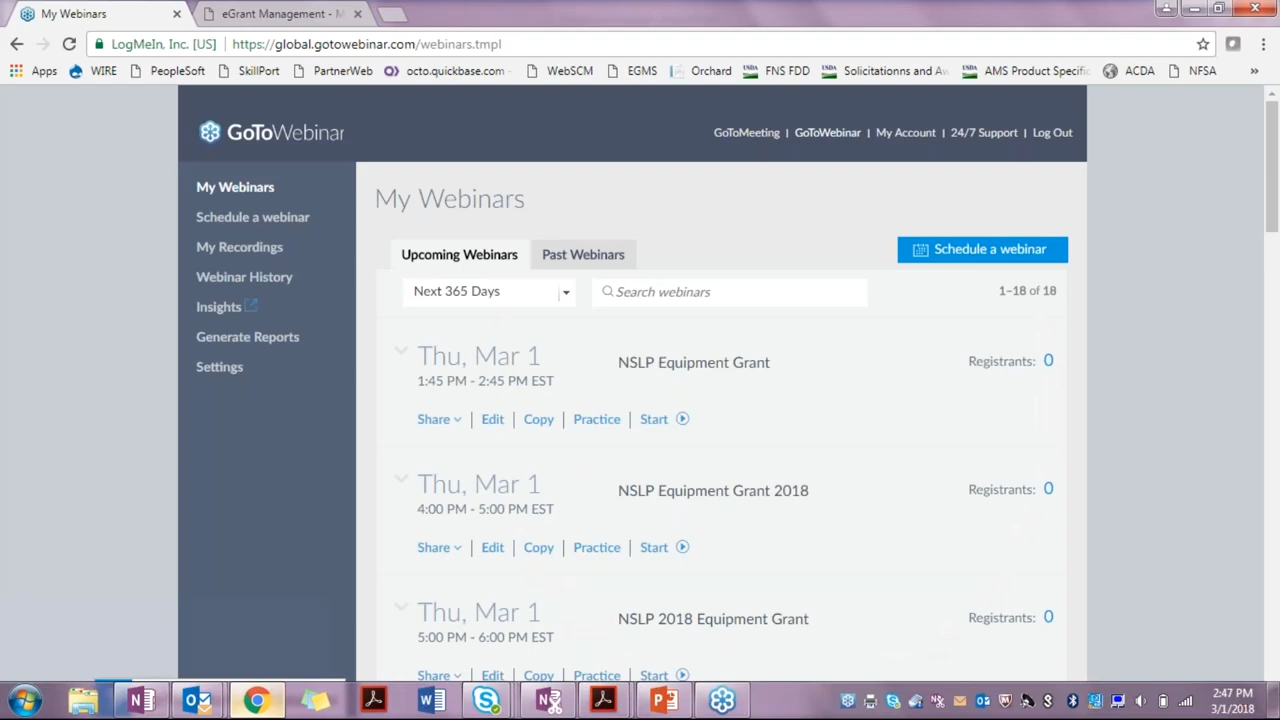 My Webinars
eGrant Management - M
LogMeIn, Inc. [US] https://global.gotowebinar.com/webinars.tmpl
Apps WIRE PeopleSoft SkillPort PartnerWeb octo.quickbase.com - WebSCM EGMS Orchard FNS FDD Solicitationns and Aw AMS Product Specific ACDA NFSA »
GoToWebinar
GoToMeeting | GoToWebinar | My Account | 24/7 Support | Log Out
My Webinars
Schedule a webinar
My Recordings
Webinar History
Insights
Generate Reports
Settings
My Webinars
Upcoming Webinars Past Webinars
Schedule a webinar
Next 365 Days
Search webinars
1–18 of 18
Thu, Mar 1
1:45 PM - 2:45 PM EST
NSLP Equipment Grant
Registrants: 0
Share | Edit | Copy | Practice | Start
Thu, Mar 1
4:00 PM - 5:00 PM EST
NSLP Equipment Grant 2018
Registrants: 0
Share | Edit | Copy | Practice | Start
Thu, Mar 1
5:00 PM - 6:00 PM EST
NSLP 2018 Equipment Grant
Registrants: 0
Share | Edit | Copy | Practice | Start
2:47 PM
3/1/2018